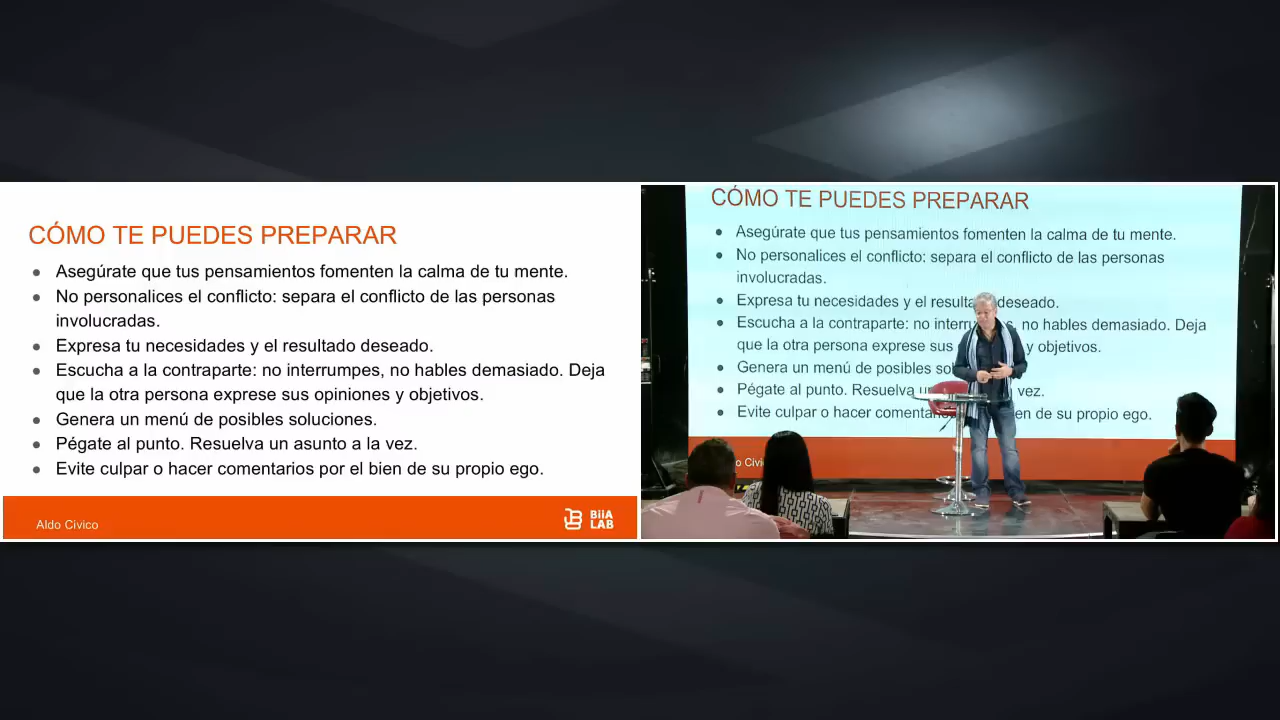 CÓMO TE PUEDES PREPARAR
Asegúrate que tus pensamientos fomenten la calma de tu mente.
No personalices el conflicto: separa el conflicto de las personas
involucradas.
Expresa tu necesidades y el resultado deseado.
Escucha a la contraparte: no interrumpes, no hables demasiado. Deja
que la otra persona exprese sus opiniones y objetivos.
Genera un menú de posibles soluciones.
Pégate al punto. Resuelva un asunto a la vez.
Evite culpar o hacer comentarios por el bien de su propio ego.
Aldo Civico
BiiA
LAB
CÓMO TE PUEDES PREPARAR
Asegúrate que tus pensamientos fomenten la calma de tu mente.
No personalices el conflicto: separa el conflicto de las personas
involucradas.
Expresa tu necesidades y el resulta deseado.
Escucha a la contraparte: no interrum s, no hables demasiado. Deja
que la otra persona exprese sus y objetivos.
Genera un menú de posibles sol
Pégate al punto. Resuelva u vez.
Evite culpar o hacer comentari en de su propio ego.